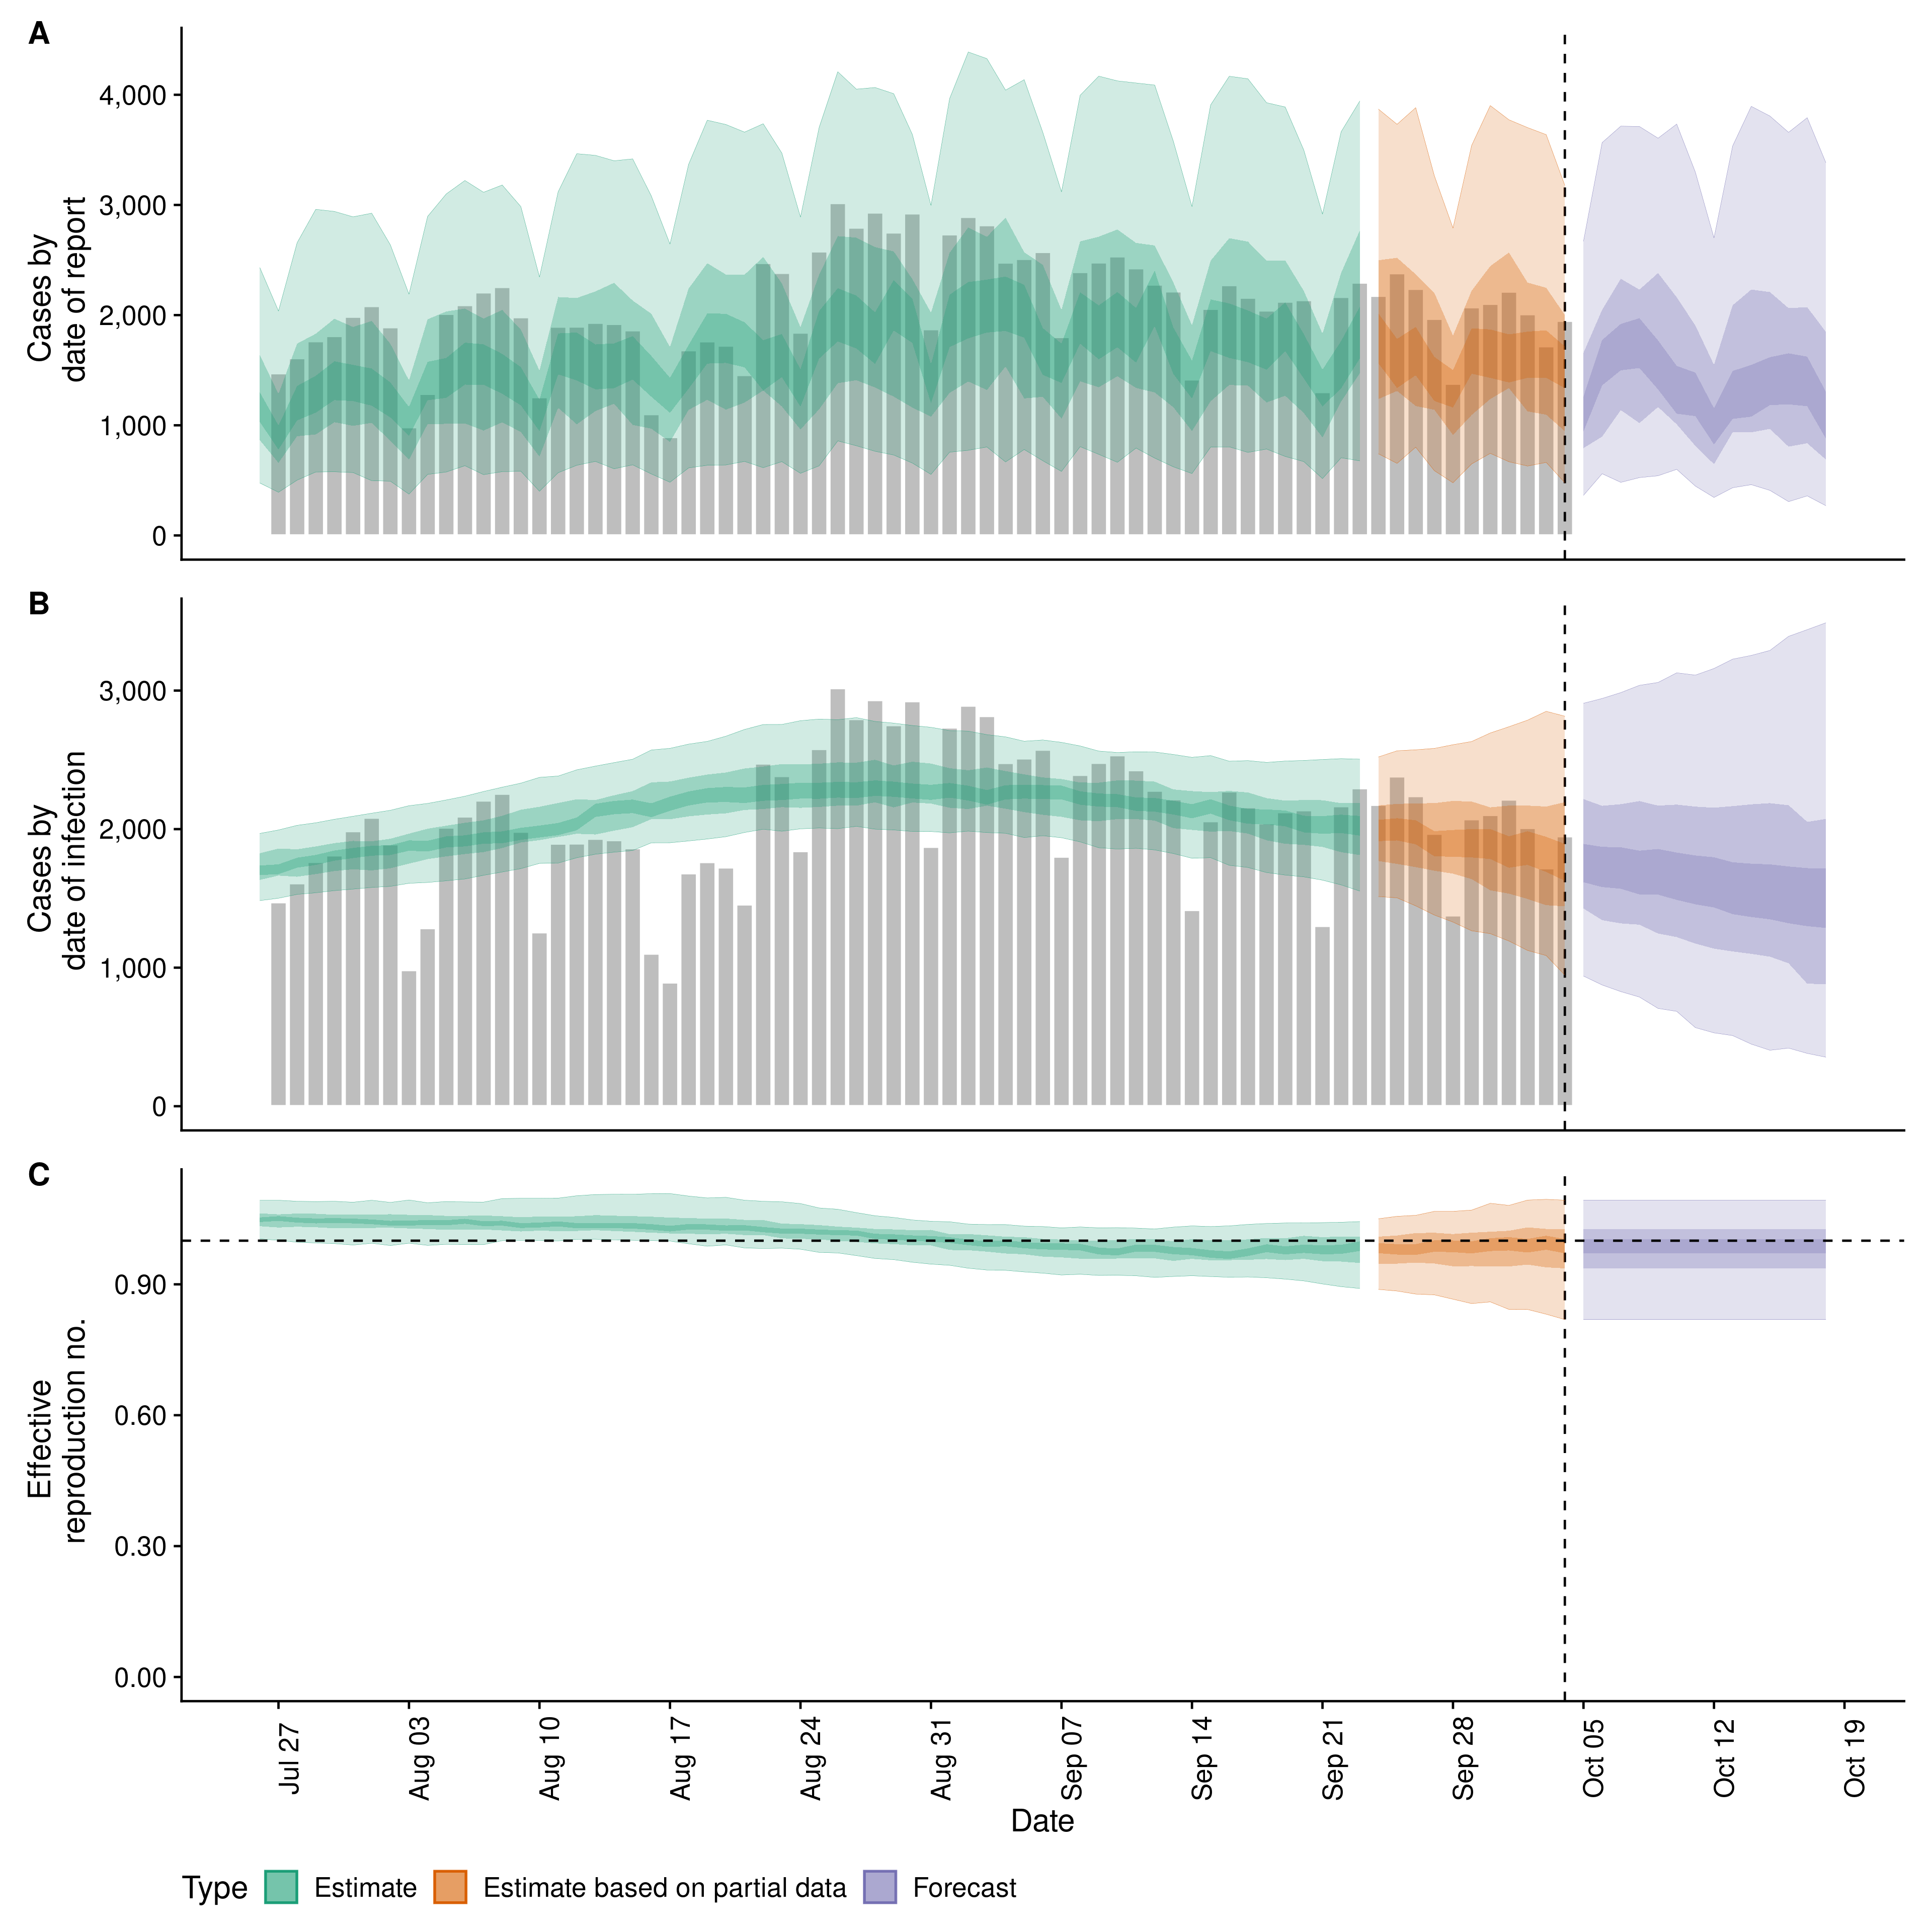 A
Cases by
date of report
4,000
3,000
2,000
1,000
0
B
Cases by
date of infection
3,000
2,000
1,000
0
C
Effective
reproduction no.
0.90
0.60
0.30
0.00
Jul 27
Aug 03
Aug 10
Aug 17
Aug 24
Aug 31
Sep 07
Sep 14
Sep 21
Sep 28
Oct 05
Oct 12
Oct 19
Date
Type Estimate Estimate based on partial data Forecast